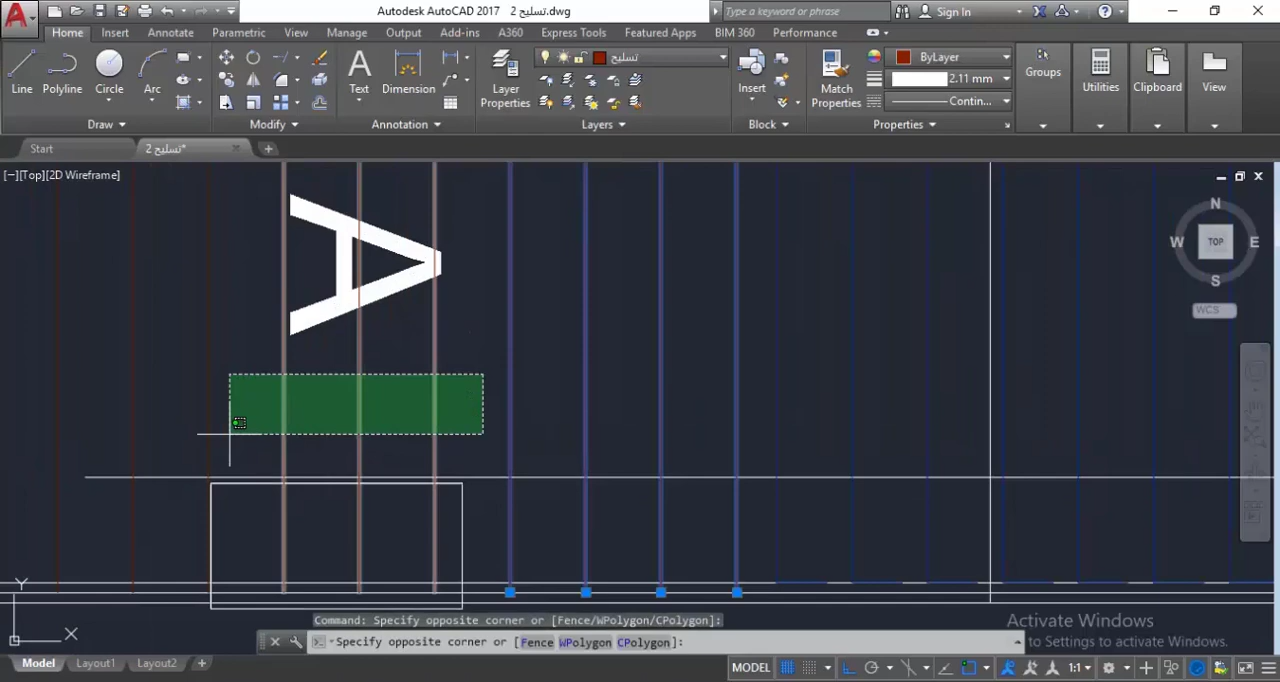 A
Autodesk AutoCAD 2017 تسليح 2.dwg
Type a keyword or phrase
Sign In
Home Insert Annotate Parametric View Manage Output Add-ins A360 Express Tools Featured Apps BIM 360 Performance
Line Polyline Circle Arc
Text Dimension
Layer Properties
تسليح
Insert
Match Properties
ByLayer
2.11 mm
Contin...
Groups
Utilities
Clipboard
View
Draw Modify Annotation Layers Block Properties
Start تسليح 2*
[−][Top][2D Wireframe]
N
W TOP E
S
WCS
A
Y
X
Command: Specify opposite corner or [Fence/WPolygon/CPolygon]:
Specify opposite corner or [Fence WPolygon CPolygon]:
Activate Windows
to Settings to activate Windows.
Model Layout1 Layout2 +
MODEL 1:1